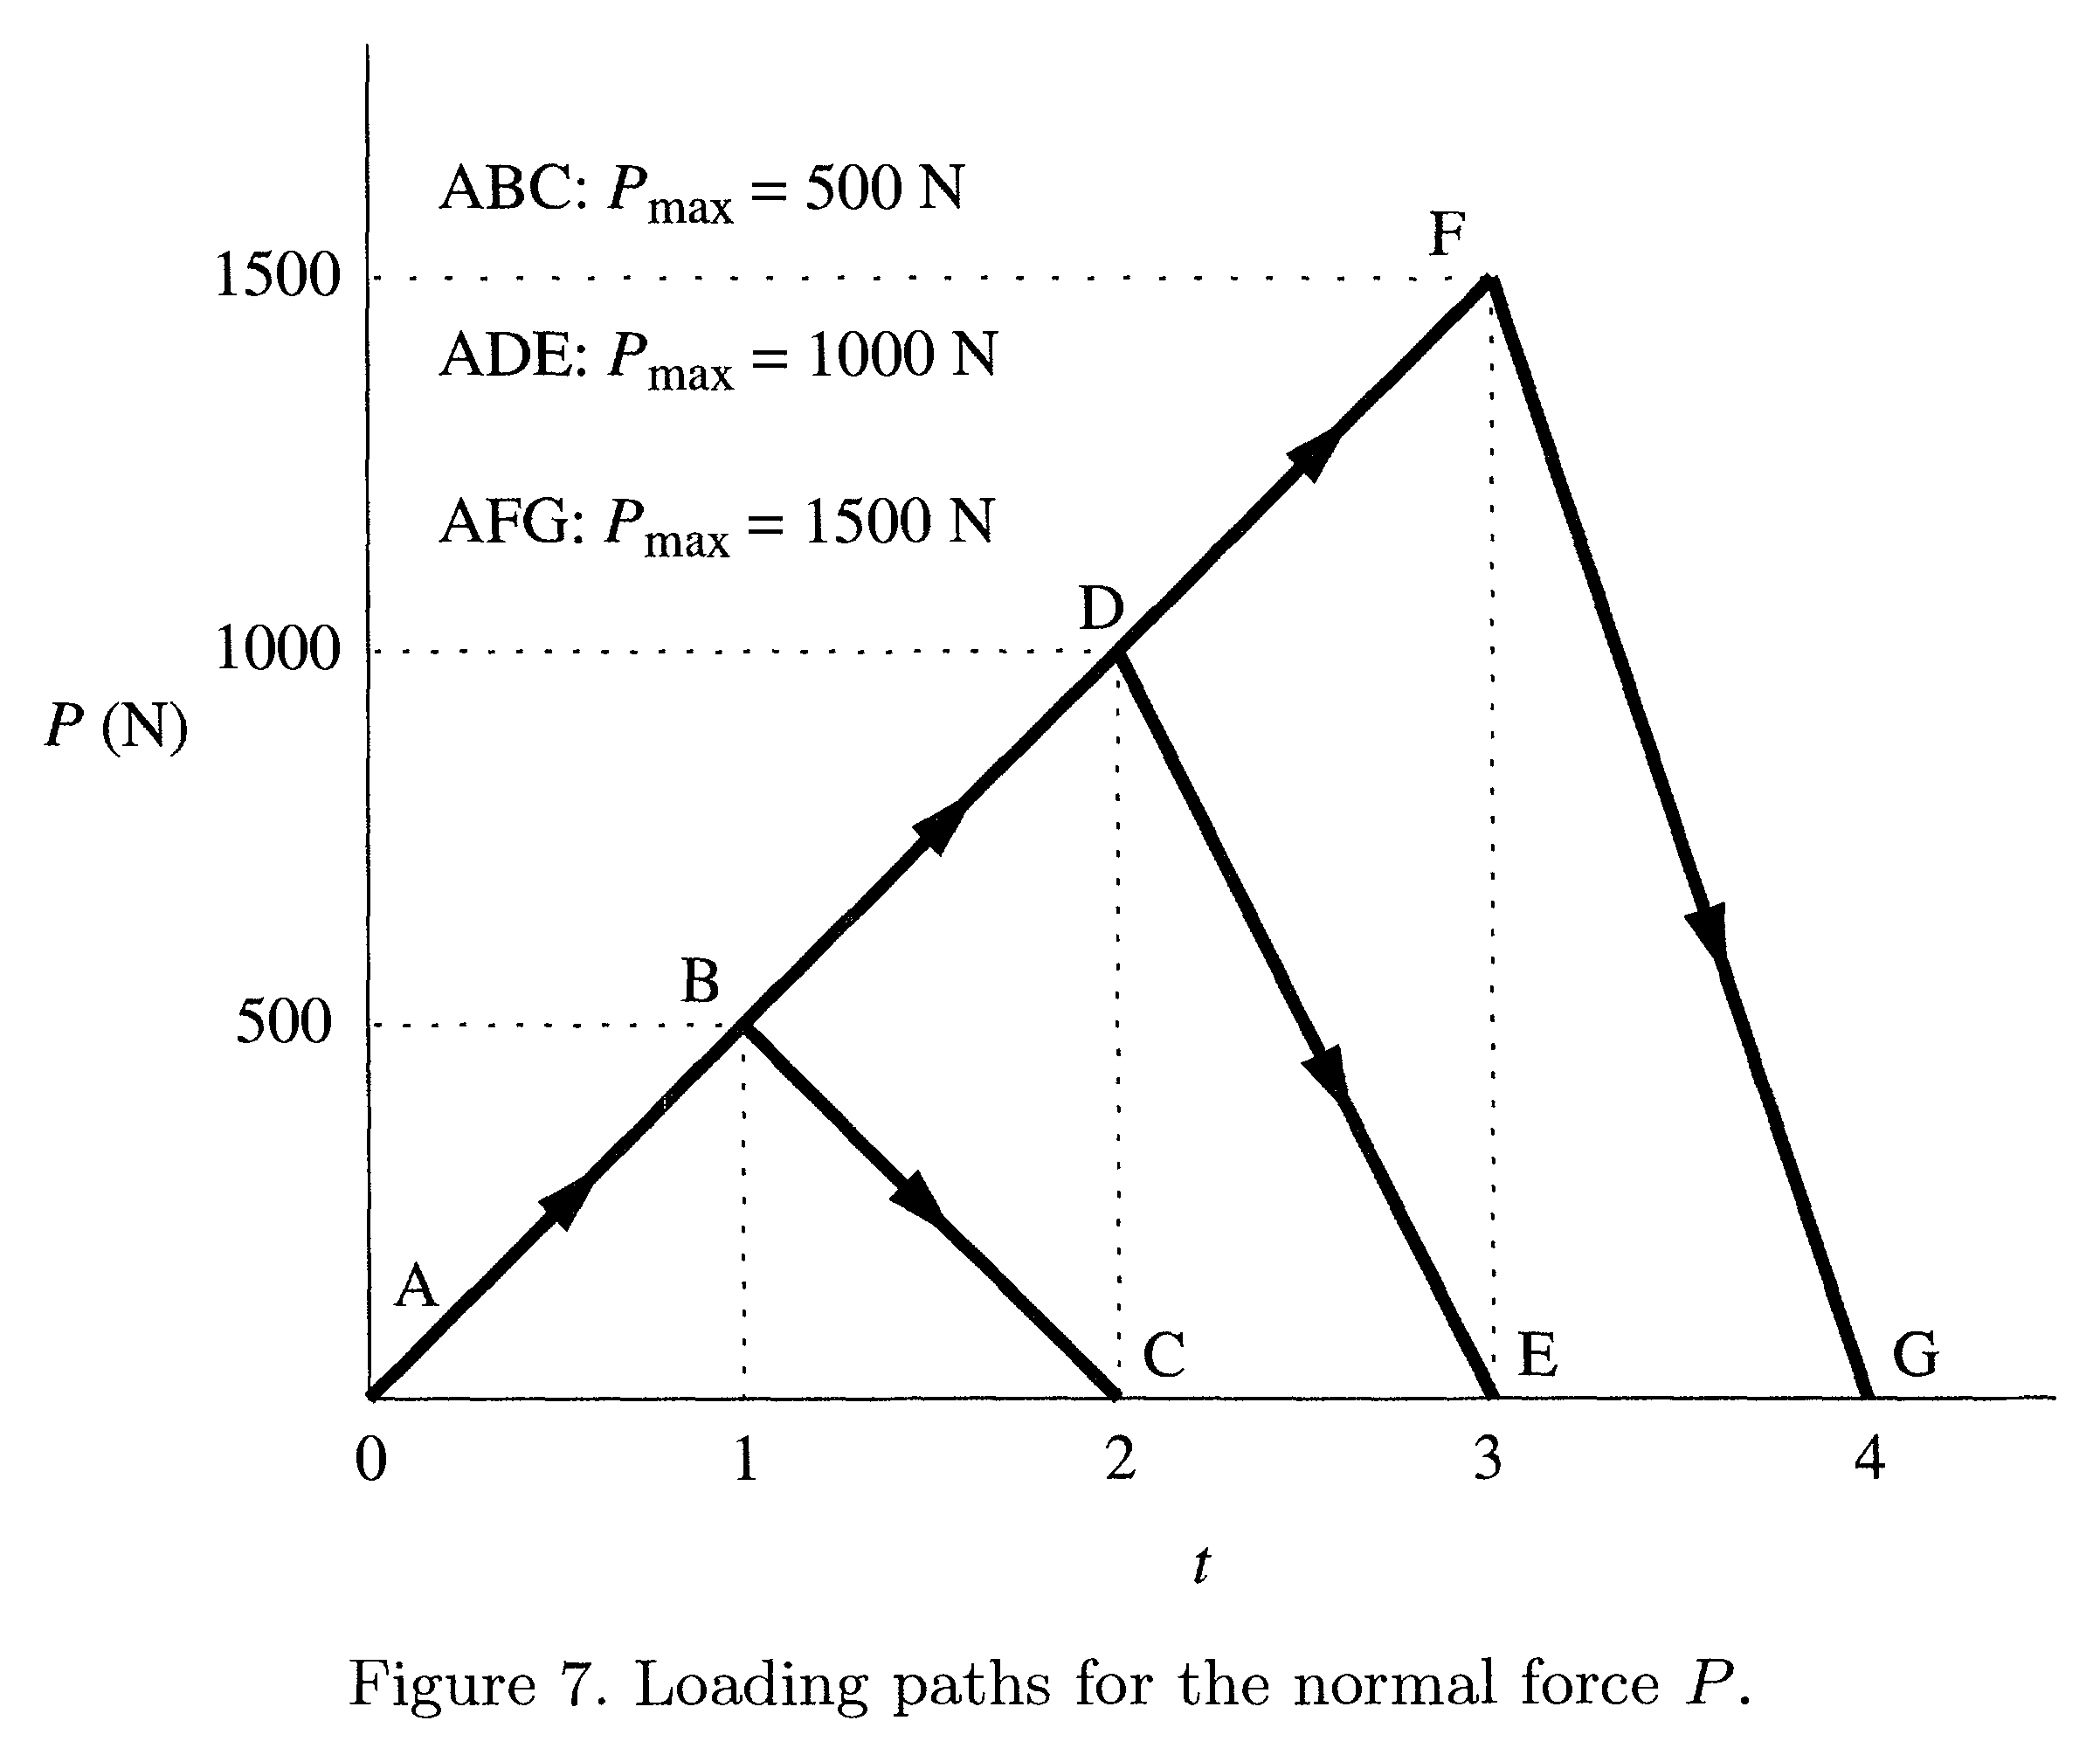 ABC: Pmax = 500 N
F
1500
ADE: Pmax = 1000 N
AFG: Pmax = 1500 N
D
1000
P (N)
B
500
A
C
E
G
0 1 2 3 4
t
Figure 7. Loading paths for the normal force P.